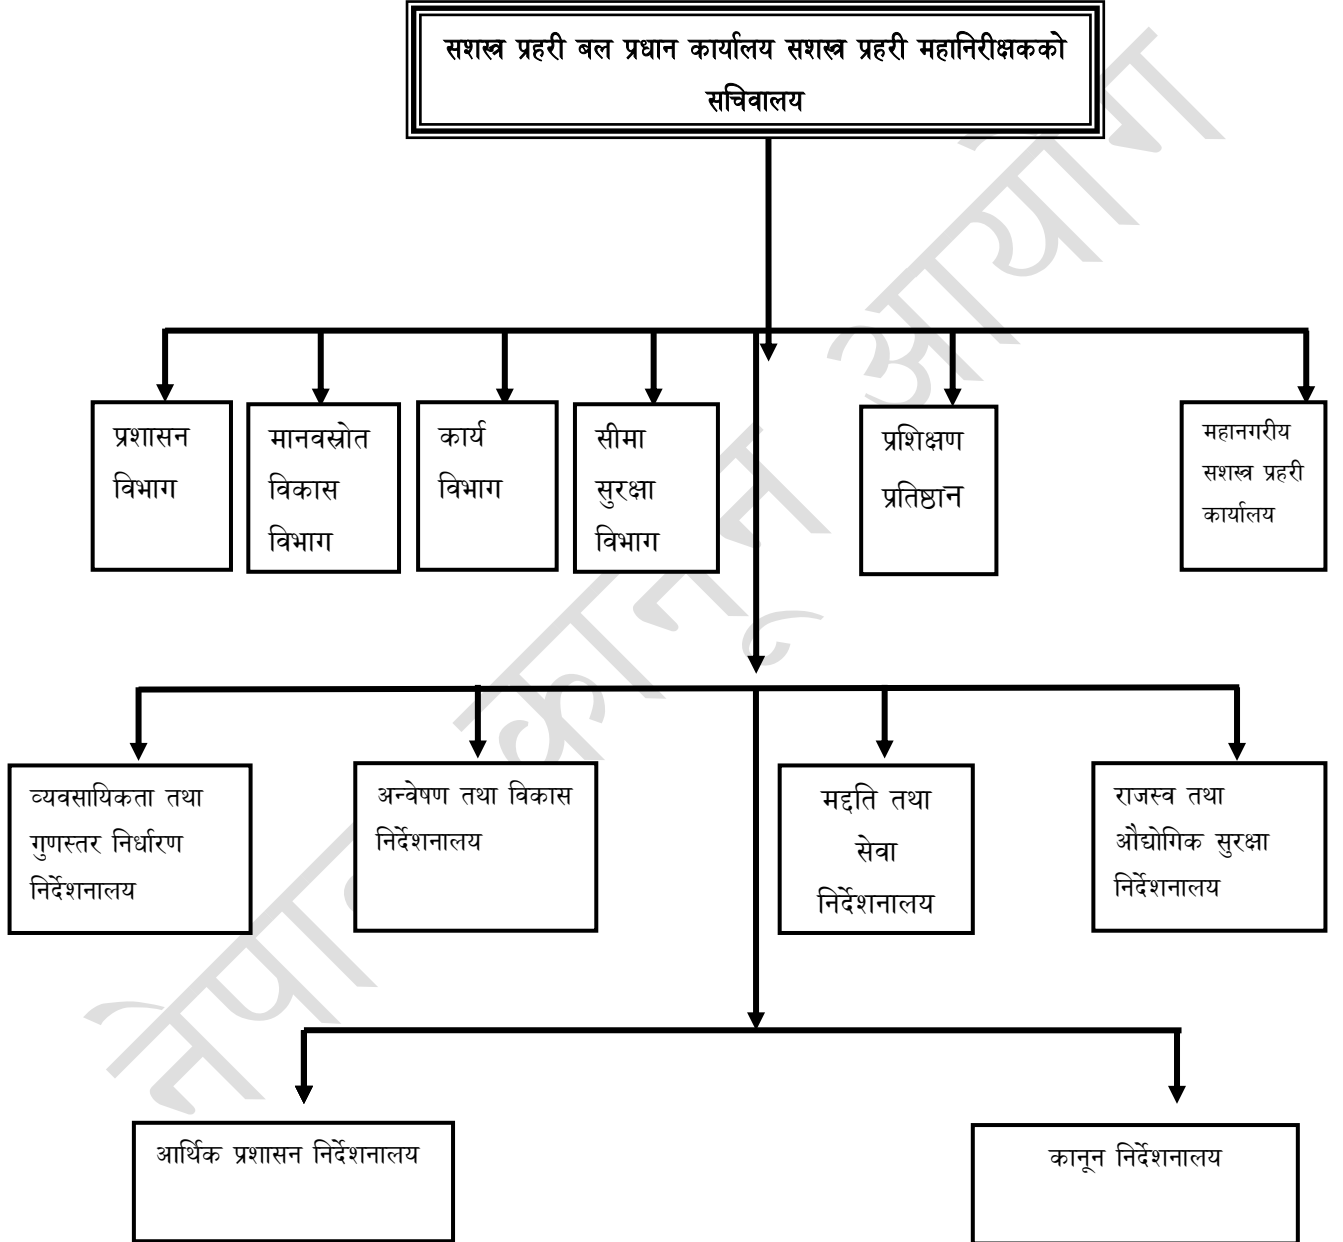 सशस्त्र प्रहरी बल प्रधान कार्यालय सशस्त्र प्रहरी महानिरीक्षकको
सचिवालय
प्रशासन
विभाग
मानवस्रोत
विकास
विभाग
कार्य
विभाग
सीमा
सुरक्षा
विभाग
प्रशिक्षण
प्रतिष्ठान
महानगरीय
सशस्त्र प्रहरी
कार्यालय
व्यवसायिकता तथा
गुणस्तर निर्धारण
निर्देशनालय
अन्वेषण तथा विकास
निर्देशनालय
मद्दति तथा
सेवा
निर्देशनालय
राजस्व तथा
औद्योगिक सुरक्षा
निर्देशनालय
आर्थिक प्रशासन निर्देशनालय
कानून निर्देशनालय
नेपाल कानून आयोग